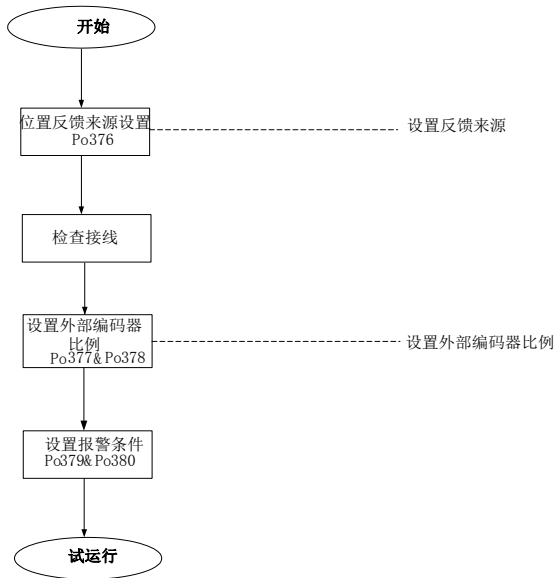 开始
位置反馈来源设置
Po376
设置反馈来源
检查接线
设置外部编码器
比例
Po377&Po378
设置外部编码器比例
设置报警条件
Po379&Po380
试运行